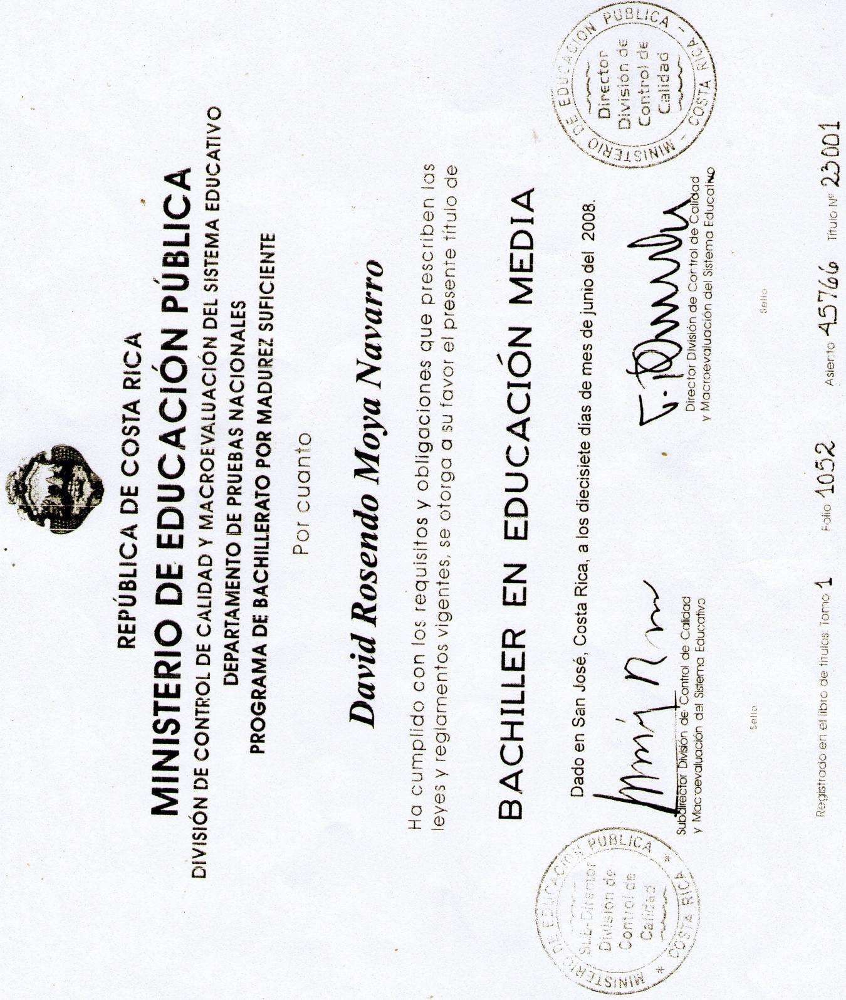 REPÚBLICA DE COSTA RICA
MINISTERIO DE EDUCACIÓN PÚBLICA
DIVISIÓN DE CONTROL DE CALIDAD Y MACROEVALUACIÓN DEL SISTEMA EDUCATIVO
DEPARTAMENTO DE PRUEBAS NACIONALES
PROGRAMA DE BACHILLERATO POR MADUREZ SUFICIENTE
Por cuanto
David Rosendo Moya Navarro
Ha cumplido con los requisitos y obligaciones que prescriben las
leyes y reglamentos vigentes, se otorga a su favor el presente título de
BACHILLER EN EDUCACIÓN MEDIA
Dado en San José, Costa Rica, a los diecisiete días de mes de junio del 2008.
MINISTERIO DE EDUCACION PUBLICA * COSTA RICA *
Sub-Director
División de
Control de
Calidad
Subdirector División de Control de Calidad
y Macroevaluación del Sistema Educativo
Sello
MINISTERIO DE EDUCACION PUBLICA - COSTA RICA -
Director
División de
Control de
Calidad
Director División de Control de Calidad
y Macroevaluación del Sistema Educativo
Sello
Registrado en el libro de títulos: Tomo 1 Folio 1052 Asiento 45766 Título Nº 23001